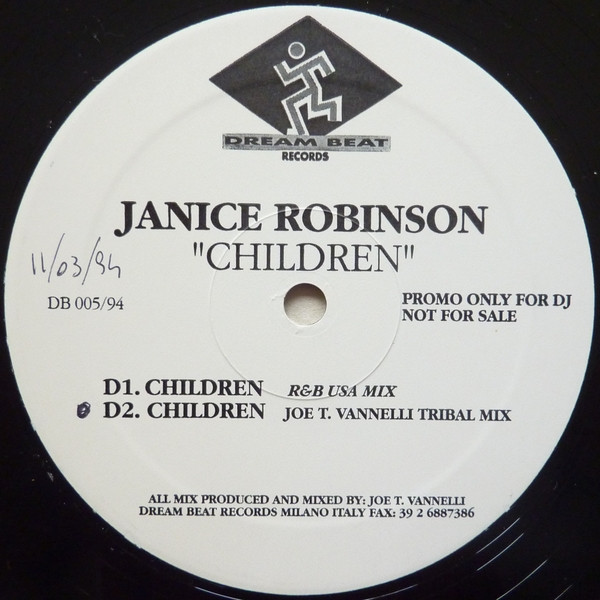 DREAM BEAT
RECORDS
JANICE ROBINSON
"CHILDREN"
11/03/94
DB 005/94
PROMO ONLY FOR DJ
NOT FOR SALE
D1. CHILDREN R&B USA MIX
D2. CHILDREN JOE T. VANNELLI TRIBAL MIX
ALL MIX PRODUCED AND MIXED BY: JOE T. VANNELLI
DREAM BEAT RECORDS MILANO ITALY FAX: 39 2 6887386